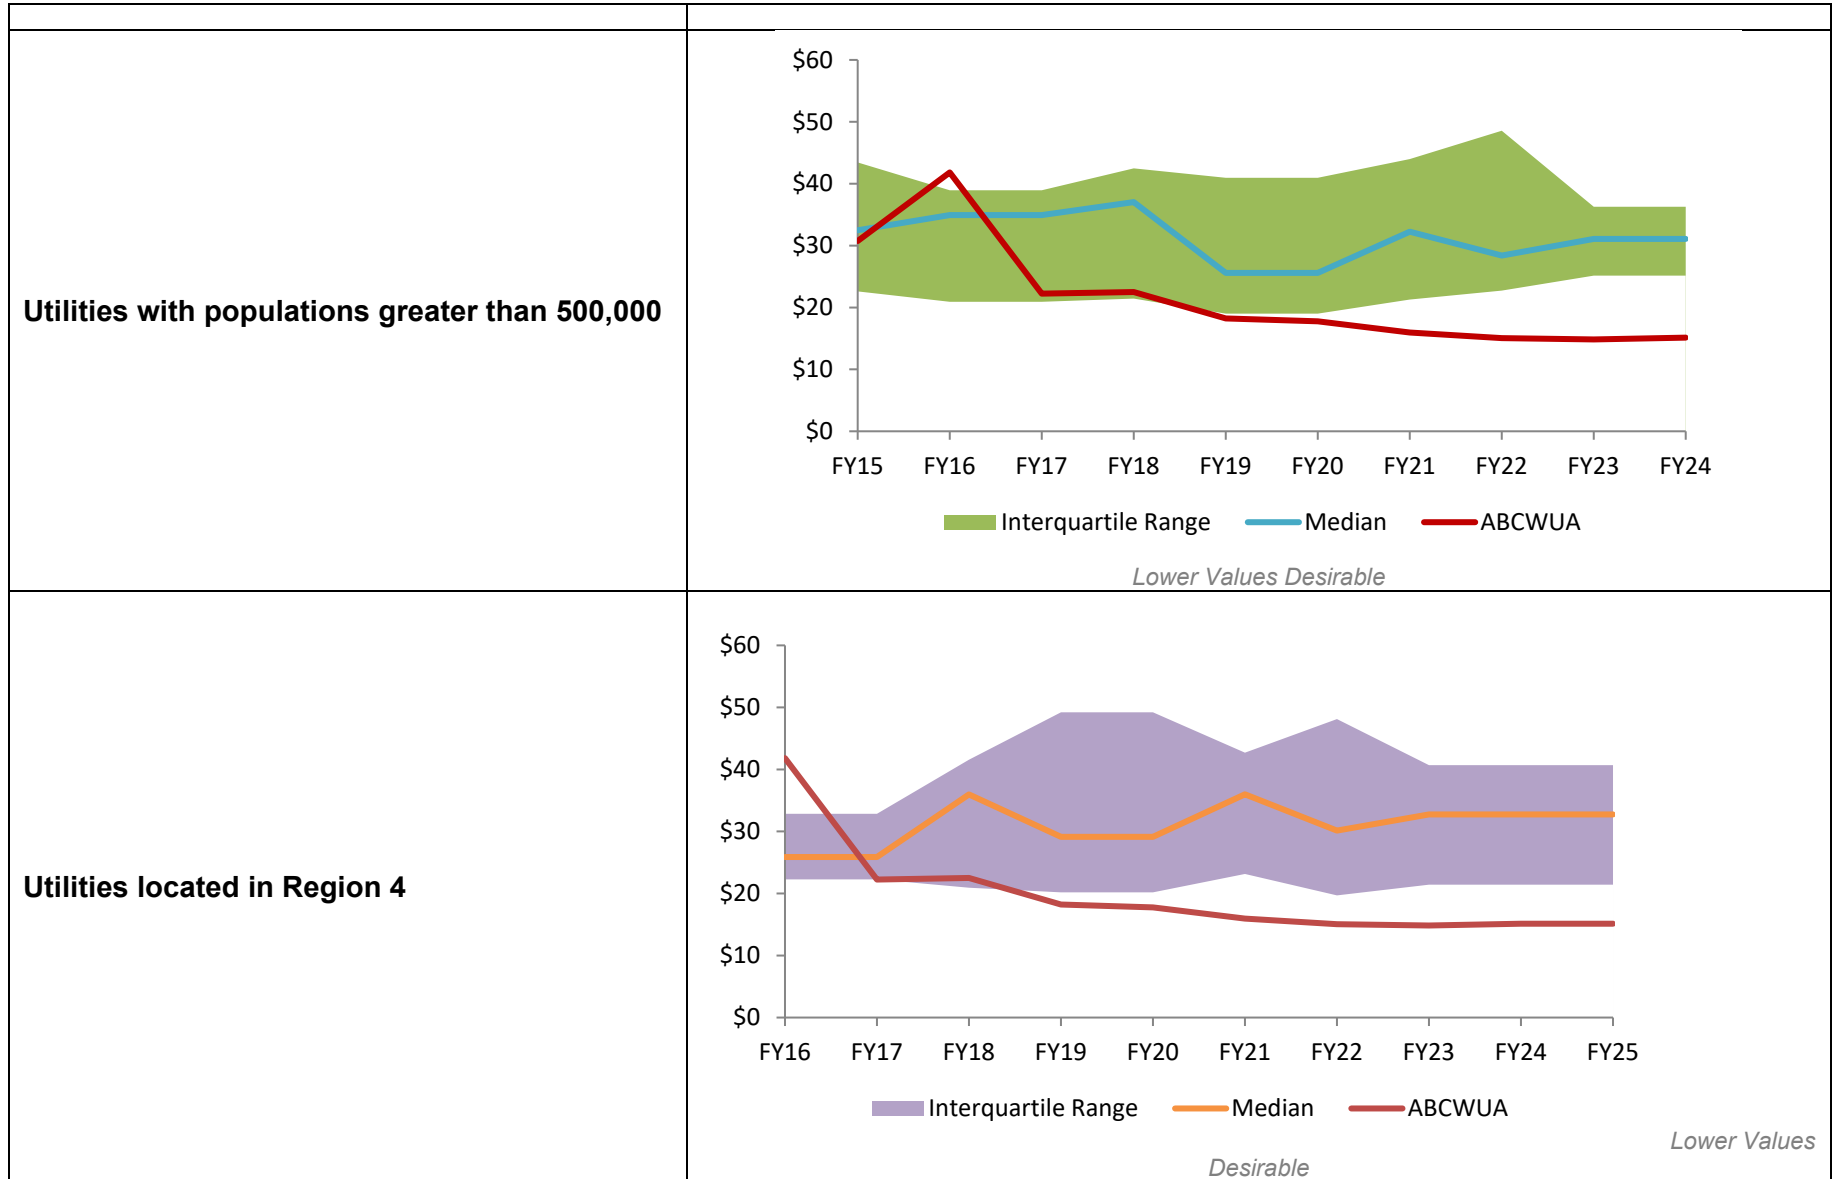 $60
$50
$40
$30
$20
$10
$0
FY15 FY16 FY17 FY18 FY19 FY20 FY21 FY22 FY23 FY24
Utilities with populations greater than 500,000
Interquartile Range Median ABCWUA
Lower Values Desirable
$60
$50
$40
$30
$20
$10
$0
FY16 FY17 FY18 FY19 FY20 FY21 FY22 FY23 FY24 FY25
Utilities located in Region 4
Interquartile Range Median ABCWUA
Lower Values
Desirable